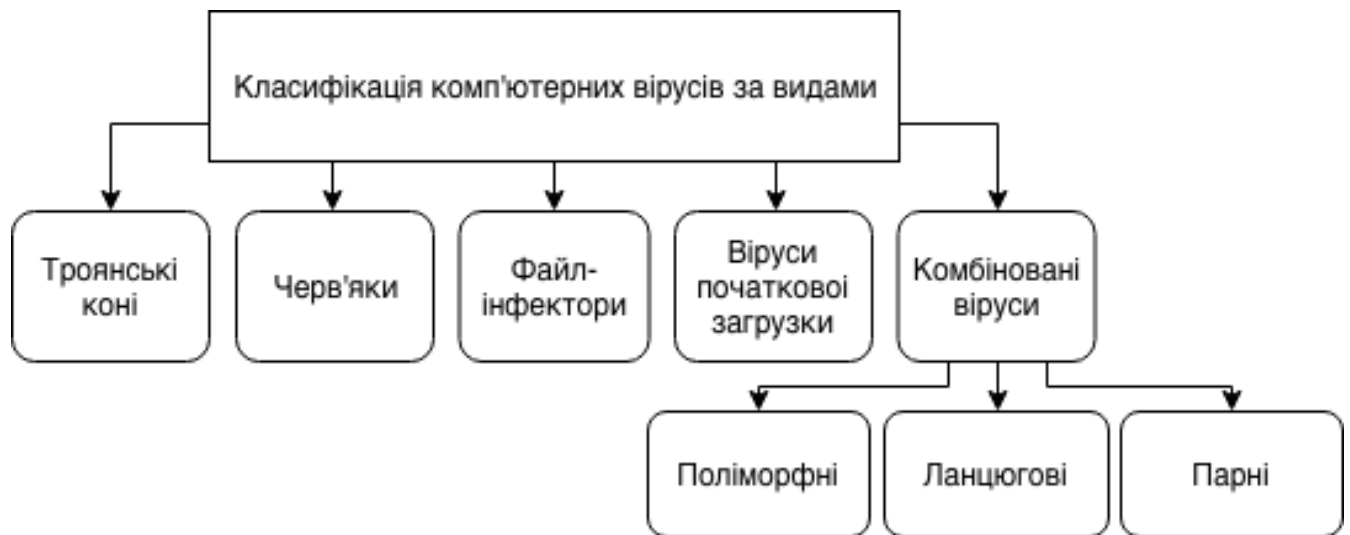 Класифікація комп'ютерних вірусів за видами
Троянські
коні
Черв'яки
Файл-
інфектори
Віруси
початкової
загрузки
Комбіновані
віруси
Поліморфні
Ланцюгові
Парні